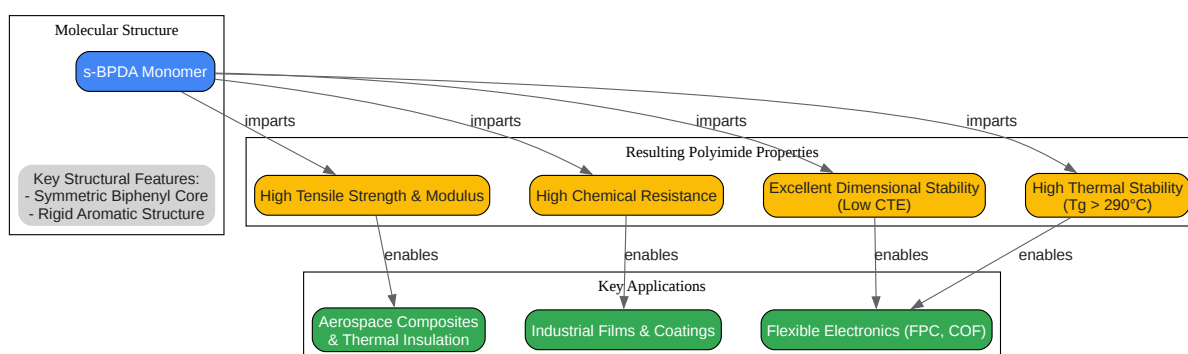 Molecular Structure
s-BPDA Monomer
imparts
imparts
imparts
imparts
Key Structural Features:
- Symmetric Biphenyl Core
- Rigid Aromatic Structure
Resulting Polyimide Properties
High Tensile Strength & Modulus
High Chemical Resistance
Excellent Dimensional Stability
(Low CTE)
High Thermal Stability
(Tg > 290°C)
enables
enables
enables
enables
Key Applications
Aerospace Composites
& Thermal Insulation
Industrial Films & Coatings
Flexible Electronics (FPC, COF)